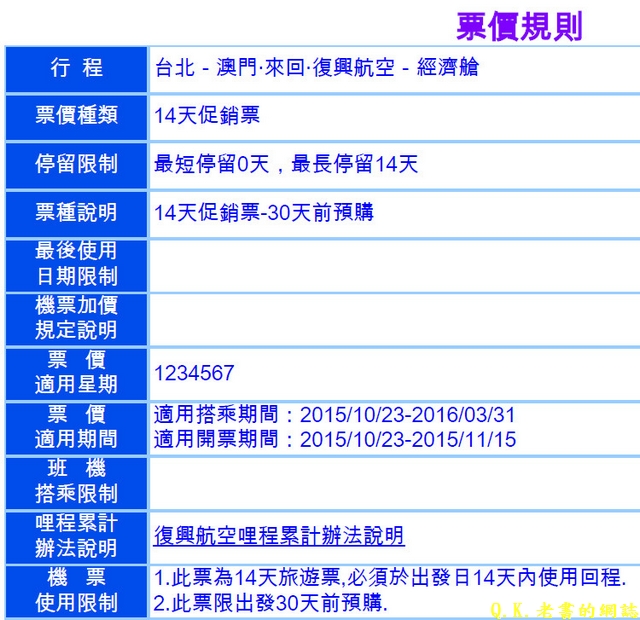 票價規則
行 程 台北－澳門‧來回‧復興航空－經濟艙
票價種類 14天促銷票
停留限制 最短停留0天，最長停留14天
票種說明 14天促銷票-30天前預購
最後使用
日期限制
機票加價
規定說明
票 價
適用星期 1234567
票 價 適用搭乘期間：2015/10/23-2016/03/31
適用期間 適用開票期間：2015/10/23-2015/11/15
班 機
搭乘限制
哩程累計
辦法說明 復興航空哩程累計辦法說明
機 票 1.此票為14天旅遊票,必須於出發日14天內使用回程.
使用限制 2.此票限出發30天前預購.
Q.K.老書的網誌